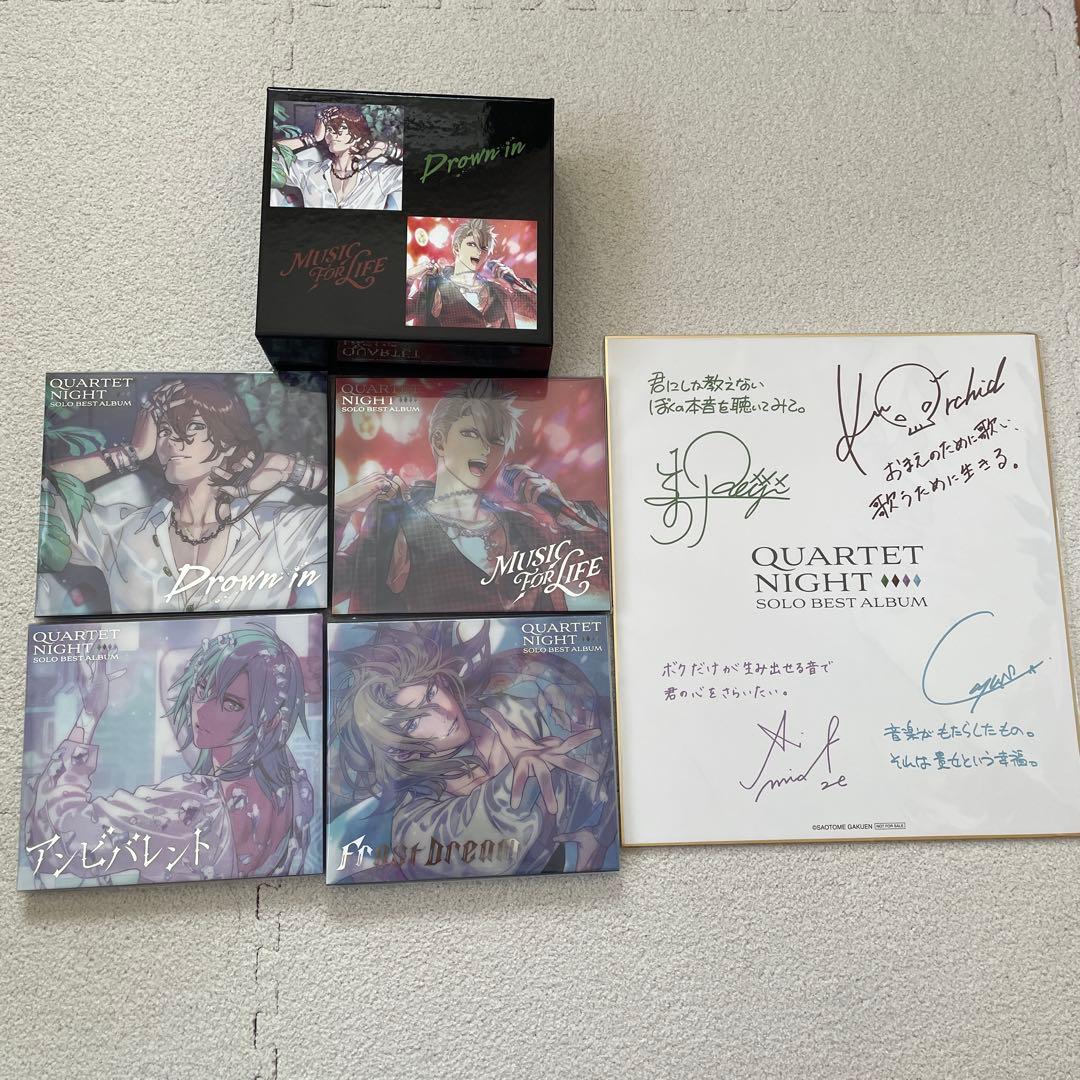 Drown in
MUSIC
FOR LIFE
QUARTET
QUARTET
NIGHT
SOLO BEST ALBUM
Drown in
QUARTET
NIGHT
SOLO BEST ALBUM
MUSIC
FOR LIFE
QUARTET
NIGHT
SOLO BEST ALBUM
アンビバレント
QUARTET
NIGHT
SOLO BEST ALBUM
Frost Dream
君にしか教えない
ぼくの本音を聴いてみて。
Orchid
おまえのために歌い、
歌うために生きる。
QUARTET
NIGHT
SOLO BEST ALBUM
ボクだけが生み出せる音で
君の心をさらいたい。
Ai
音楽がもたらしたもの。
それは貴女という幸福。
©SAOTOME GAKUEN NOT FOR SALE